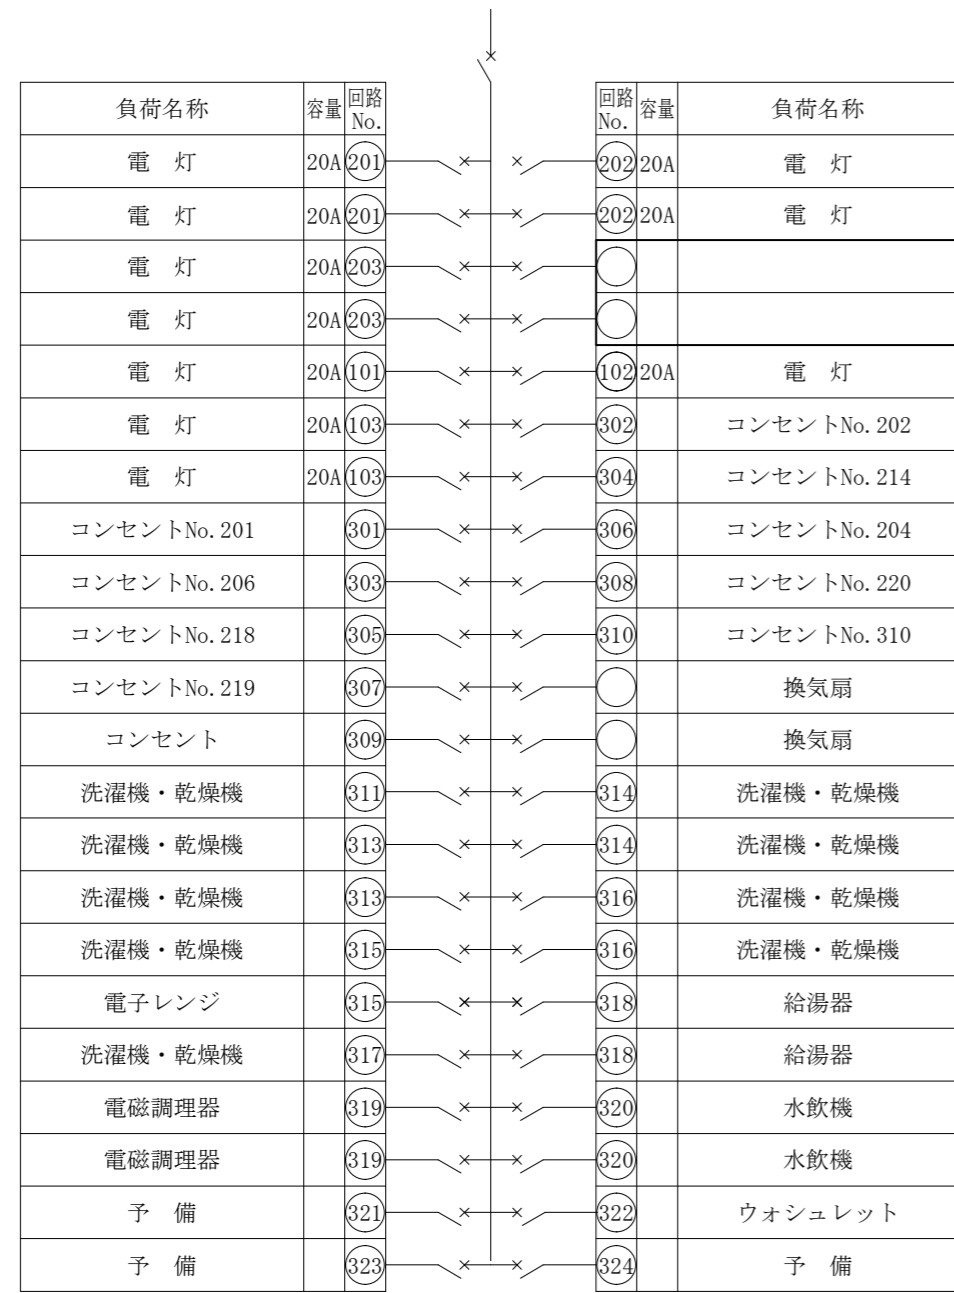 負荷名称 容量 回路No. 回路No. 容量 負荷名称
電 灯 20A 201 202 20A 電 灯
電 灯 20A 201 202 20A 電 灯
電 灯 20A 203
電 灯 20A 203
電 灯 20A 101 102 20A 電 灯
電 灯 20A 103 302 コンセントNo.202
電 灯 20A 103 304 コンセントNo.214
コンセントNo.201 301 306 コンセントNo.204
コンセントNo.206 303 308 コンセントNo.220
コンセントNo.218 305 310 コンセントNo.310
コンセントNo.219 307 換気扇
コンセント 309 換気扇
洗濯機・乾燥機 311 314 洗濯機・乾燥機
洗濯機・乾燥機 313 314 洗濯機・乾燥機
洗濯機・乾燥機 313 316 洗濯機・乾燥機
洗濯機・乾燥機 315 316 洗濯機・乾燥機
電子レンジ 315 318 給湯器
洗濯機・乾燥機 317 318 給湯器
電磁調理器 319 320 水飲機
電磁調理器 319 320 水飲機
予 備 321 322 ウォシュレット
予 備 323 324 予 備